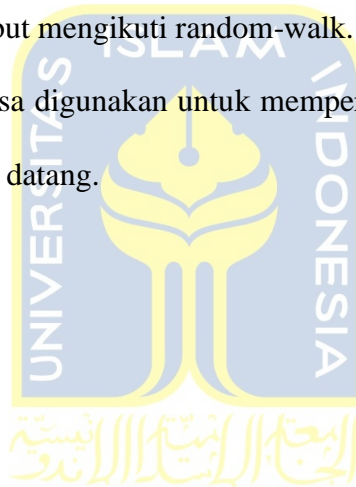 but mengikuti random-walk.
sa digunakan untuk memper
datang.
ISLAM
UNIVERSITAS
INDONESIA